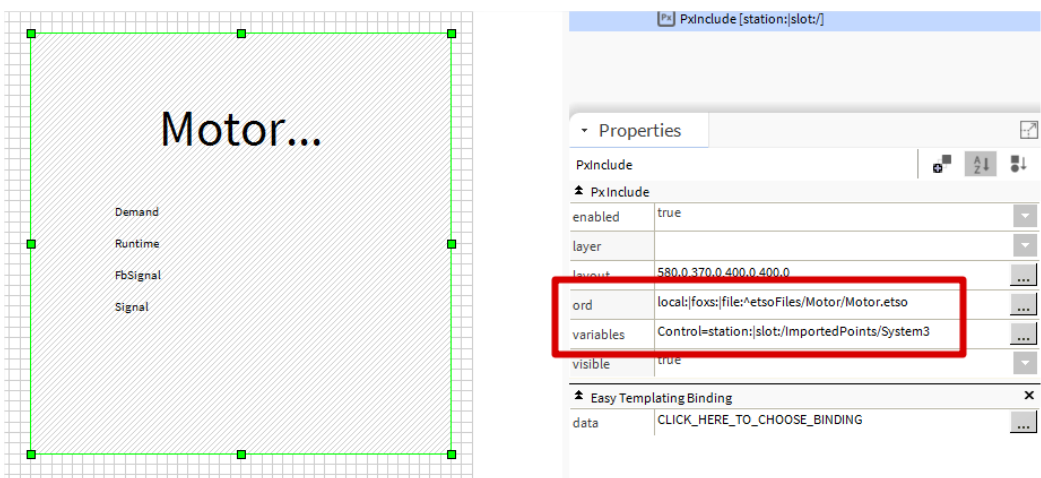 PxInclude [station:|slot:/]
Motor...
Demand
Runtime
FbSignal
Signal
Properties
PxInclude
Px Include
enabled true
layer
layout 580.0,370.0,400.0,400.0
ord local:|foxs:|file:^etsoFiles/Motor/Motor.etso
variables Control=station:|slot:/ImportedPoints/System3
visible true
Easy Templating Binding
data CLICK_HERE_TO_CHOOSE_BINDING